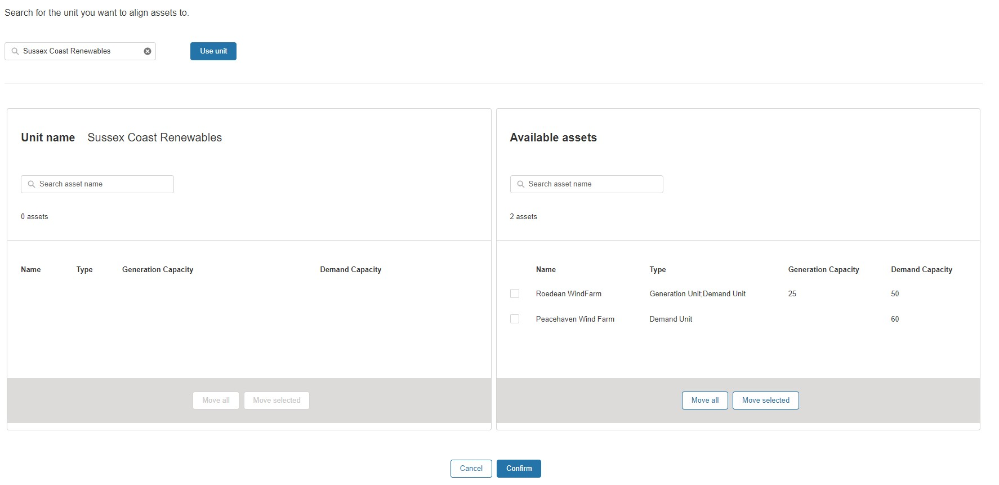 Search for the unit you want to align assets to.
Sussex Coast Renewables
Use unit
Unit name Sussex Coast Renewables
Search asset name
0 assets
Name Type Generation Capacity Demand Capacity
Move all Move selected
Available assets
Search asset name
2 assets
Name Type Generation Capacity Demand Capacity
Roedean WindFarm Generation Unit;Demand Unit 25 50
Peacehaven Wind Farm Demand Unit 60
Move all Move selected
Cancel Confirm